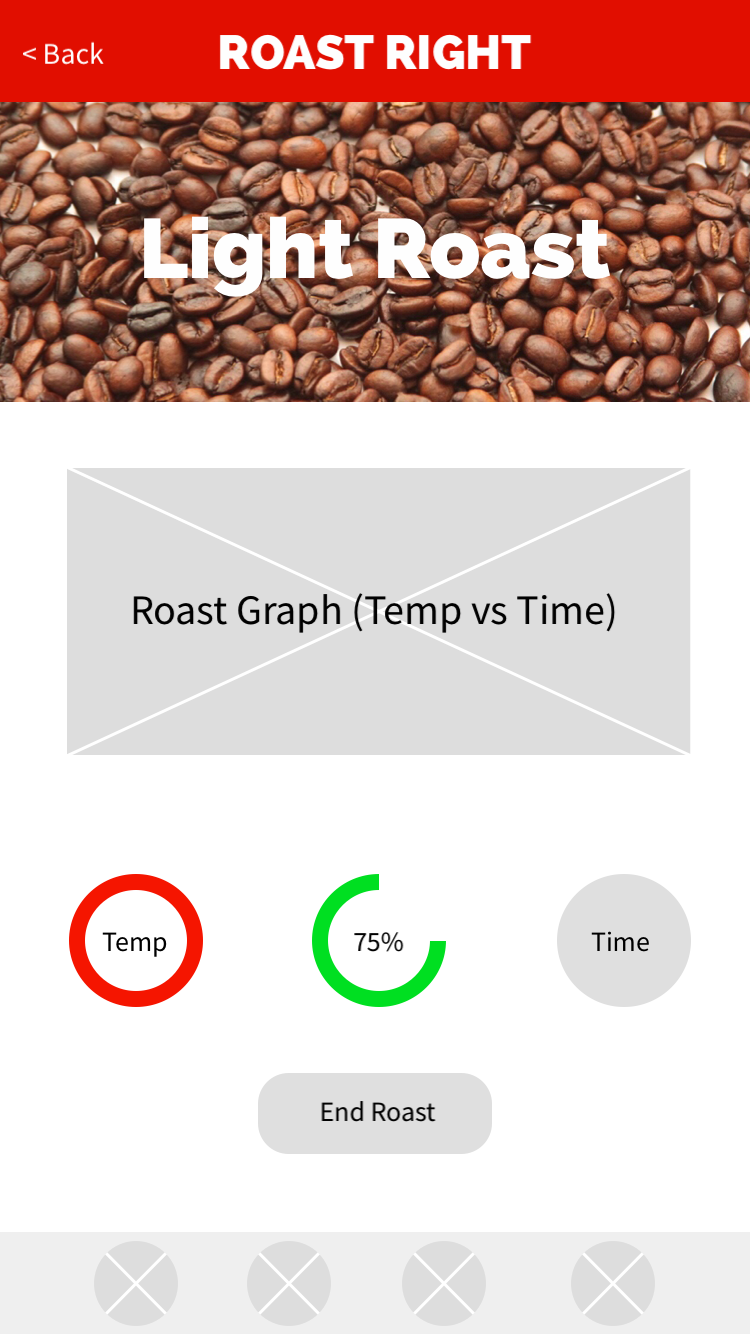 < Back
ROAST RIGHT
Light Roast
Roast Graph (Temp vs Time)
Temp
75%
Time
End Roast